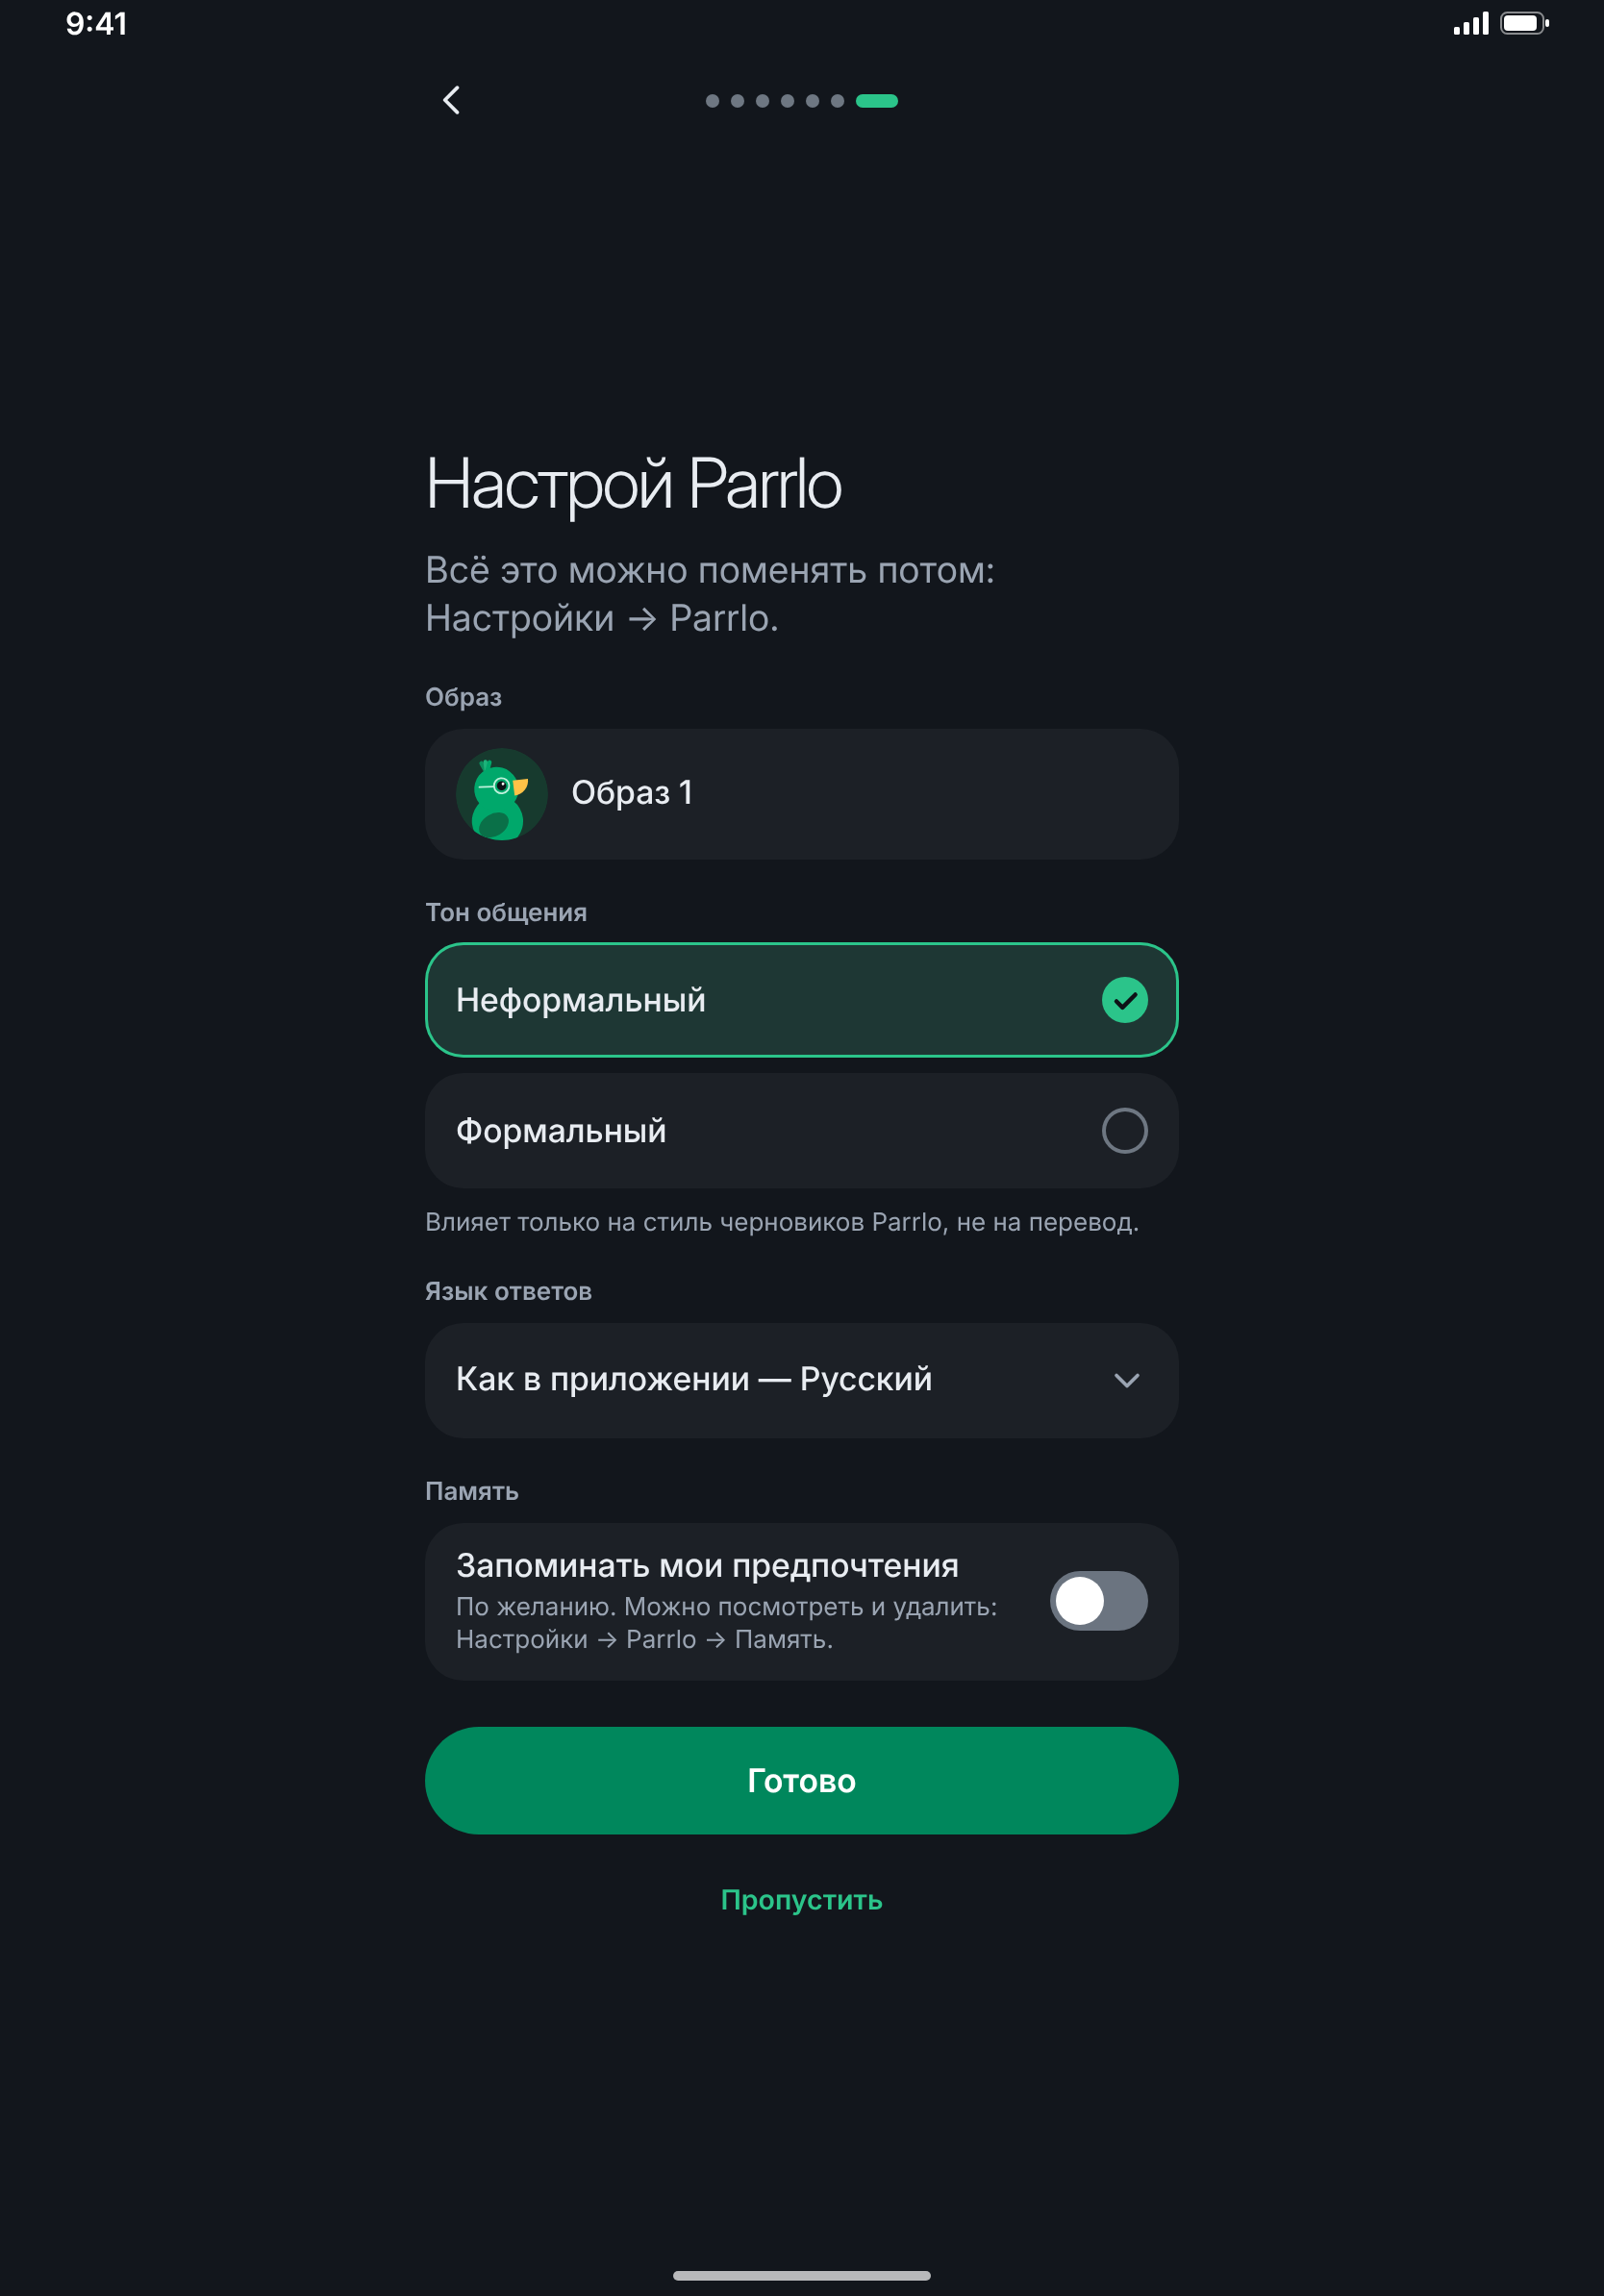 9:41
Настрой Parrlo
Всё это можно поменять потом:
Настройки → Parrlo.
Образ
Образ 1
Тон общения
Неформальный
Формальный
Влияет только на стиль черновиков Parrlo, не на перевод.
Язык ответов
Как в приложении — Русский
Память
Запоминать мои предпочтения
По желанию. Можно посмотреть и удалить:
Настройки → Parrlo → Память.
Готово
Пропустить